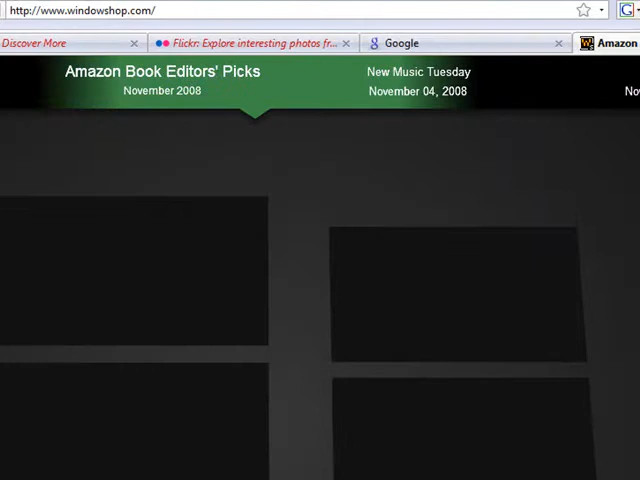 http://www.windowshop.com/
Discover More
Flickr: Explore interesting photos fr...
Google
Amazon
Amazon Book Editors' Picks
November 2008
New Music Tuesday
November 04, 2008